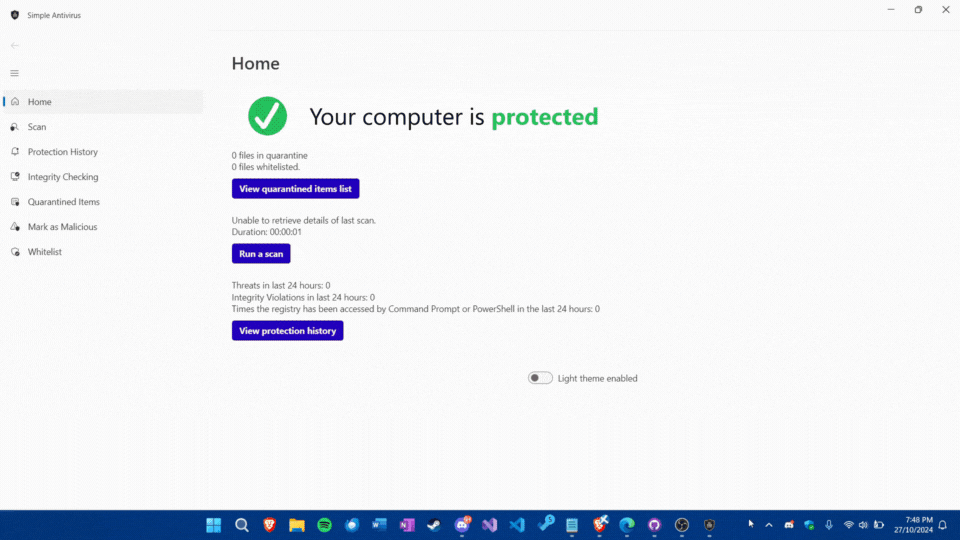 Simple Antivirus
Home
Scan
Protection History
Integrity Checking
Quarantined Items
Mark as Malicious
Whitelist
Home
Your computer is protected
0 files in quarantine
0 files whitelisted.
View quarantined items list
Unable to retrieve details of last scan.
Duration: 00:00:01
Run a scan
Threats in last 24 hours: 0
Integrity Violations in last 24 hours: 0
Times the registry has been accessed by Command Prompt or PowerShell in the last 24 hours: 0
View protection history
Light theme enabled
7:48 PM
27/10/2024